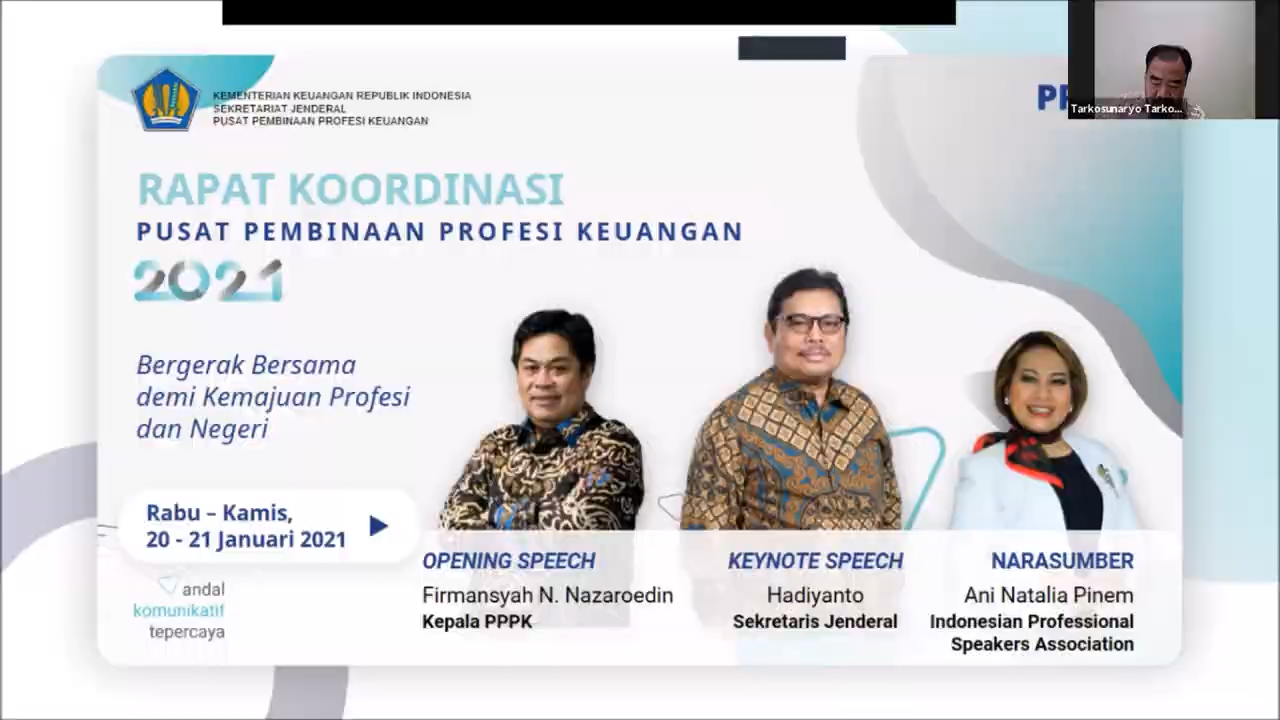 KEMENTERIAN KEUANGAN REPUBLIK INDONESIA
SEKRETARIAT JENDERAL
PUSAT PEMBINAAN PROFESI KEUANGAN
Tarkosunaryo Tarko...
RAPAT KOORDINASI
PUSAT PEMBINAAN PROFESI KEUANGAN
2021
Bergerak Bersama
demi Kemajuan Profesi
dan Negeri
Rabu – Kamis,
20 - 21 Januari 2021
andal
komunikatif
tepercaya
OPENING SPEECH
Firmansyah N. Nazaroedin
Kepala PPPK
KEYNOTE SPEECH
Hadiyanto
Sekretaris Jenderal
NARASUMBER
Ani Natalia Pinem
Indonesian Professional
Speakers Association